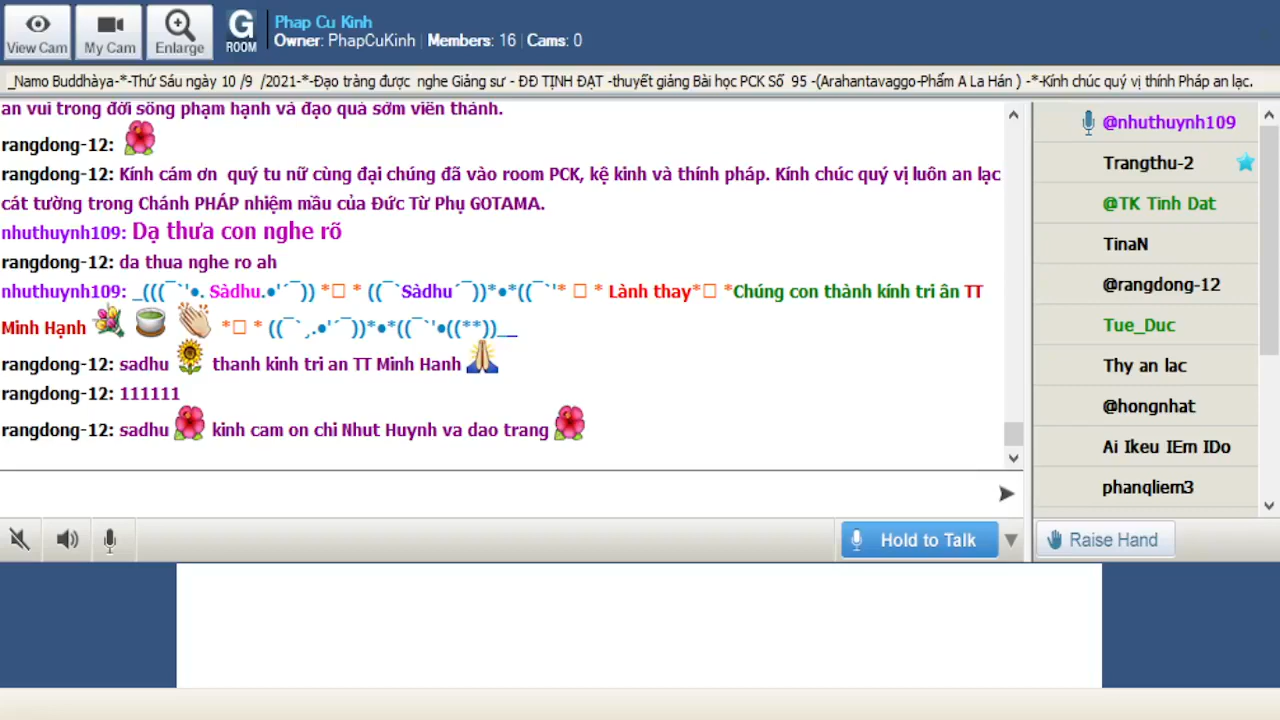 View Cam
My Cam
Enlarge
G
ROOM
Phap Cu Kinh
Owner: PhapCuKinh | Members: 16 | Cams: 0
_Namo Buddhàya-*-Thứ Sáu ngày 10 /9 /2021-*-Đạo tràng được nghe Giảng sư - ĐĐ TỊNH ĐẠT -thuyết giảng Bài học PCK Số 95 -(Arahantavaggo-Phẩm A La Hán ) -*-Kính chúc quý vị thính Pháp an lạc.
an vui trong đời sống phạm hạnh và đạo quả sớm viên thành.
rangdong-12:
rangdong-12: Kính cám ơn quý tu nữ cùng đại chúng đã vào room PCK, kệ kinh và thính pháp. Kính chúc quý vị luôn an lạc
cát tường trong Chánh PHÁP nhiệm mầu của Đức Từ Phụ GOTAMA.
nhuthuynh109: Dạ thưa con nghe rõ
rangdong-12: da thua nghe ro ah
nhuthuynh109: _(((¯`'●. Sàdhu.●'´¯)) *□ * ((¯`Sàdhu´¯))*●*((¯`'* □ * Lành thay*□ *Chúng con thành kính tri ân TT
Minh Hạnh *□ * ((¯`¸.●'´¯))*●*((¯`'●((**))__
rangdong-12: sadhu thanh kinh tri an TT Minh Hanh
rangdong-12: 111111
rangdong-12: sadhu kinh cam on chi Nhut Huynh va dao trang
@nhuthuynh109
Trangthu-2
@TK Tinh Dat
TinaN
@rangdong-12
Tue_Duc
Thy an lac
@hongnhat
Ai Ikeu IEm IDo
phanqliem3
Hold to Talk
Raise Hand